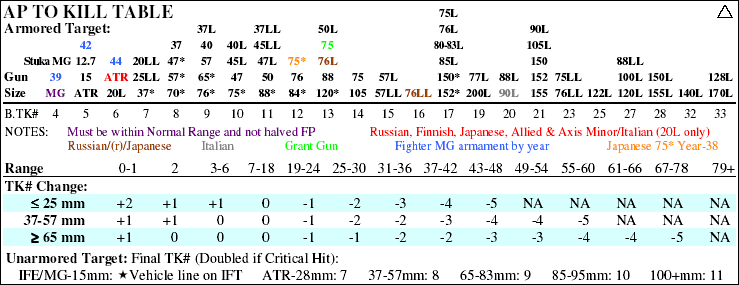 AP TO KILL TABLE 75L
Armored Target: 37L 37LL 50L 76L 90L
42 37 40 40L 45LL 75 80-83L 105L
Stuka MG 12.7 44 20LL 47* 57 45L 47L 75* 76L 85L 150 88LL
Gun 39 15 ATR 25LL 57* 65* 47 50 76 88 75 57L 150* 77L 88L 152 75LL 100L 150L 128L
Size MG ATR 20L 37* 70* 76* 75* 88* 84* 120* 105 57LL 76LL 152* 200L 90L 155 76LL 122L 120L 155L 140L 170L
B.TK# 4 5 6 7 8 9 10 11 12 13 14 15 16 17 19 20 21 22 25 27 28 32 33
NOTES: Must be within Normal Range and not halved FP Russian, Finnish, Japanese, Allied & Axis Minor/Italian (20L only)
Russian/(r)/Japanese Italian Grant Gun Fighter MG armament by year Japanese 75* Year-38
Range 0-1 2 3-6 7-18 19-24 25-30 31-36 37-42 43-48 49-54 55-60 61-66 67-78 79+
TK# Change:
≤ 25 mm +2 +1 +1 0 -1 -2 -3 -4 -5 NA NA NA NA NA
37-57 mm +1 +1 0 0 -1 -2 -2 -3 -4 -4 -5 NA NA NA
≥ 65 mm +1 0 0 0 -1 -1 -2 -2 -3 -3 -4 -4 -5 NA
Unarmored Target: Final TK# (Doubled if Critical Hit):
IFE/MG-15mm: ★Vehicle line on IFT ATR-28mm: 7 37-57mm: 8 65-83mm: 9 85-95mm: 10 100+mm: 11